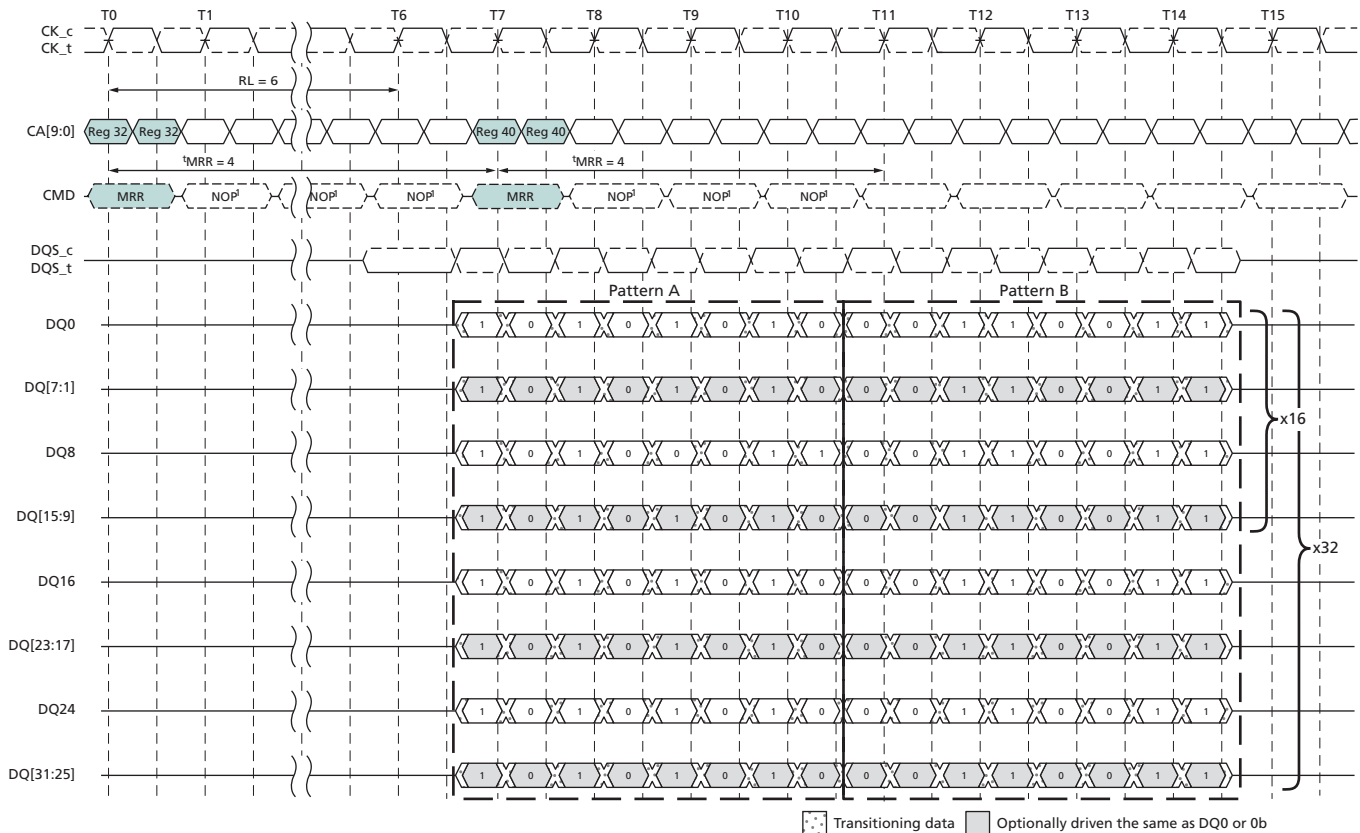 T0 T1 T6 T7 T8 T9 T10 T11 T12 T13 T14 T15
CK_c
CK_t
RL = 6
CA[9:0] Reg 32 Reg 32 Reg 40 Reg 40
tMRR = 4 tMRR = 4
CMD MRR NOP1 NOP1 NOP1 MRR NOP1 NOP1 NOP1
DQS_c
DQS_t
Pattern A Pattern B
DQ0 1 0 1 0 1 0 1 0 0 0 1 1 0 0 1 1
DQ[7:1] 1 0 1 0 1 0 1 0 0 0 1 1 0 0 1 1
x16
DQ8 1 0 1 0 0 0 1 1 0 0 1 1 0 0 1 1
DQ[15:9] 1 0 1 0 1 0 1 0 0 0 1 1 0 0 1 1
x32
DQ16 1 0 1 0 1 0 1 0 0 0 1 1 0 0 1 1
DQ[23:17] 1 0 1 0 1 0 1 0 0 0 1 1 0 0 1 1
DQ24 1 0 1 0 1 0 1 0 0 0 1 1 0 0 1 1
DQ[31:25] 1 0 1 0 1 0 1 0 0 0 1 1 0 0 1 1
Transitioning data Optionally driven the same as DQ0 or 0b